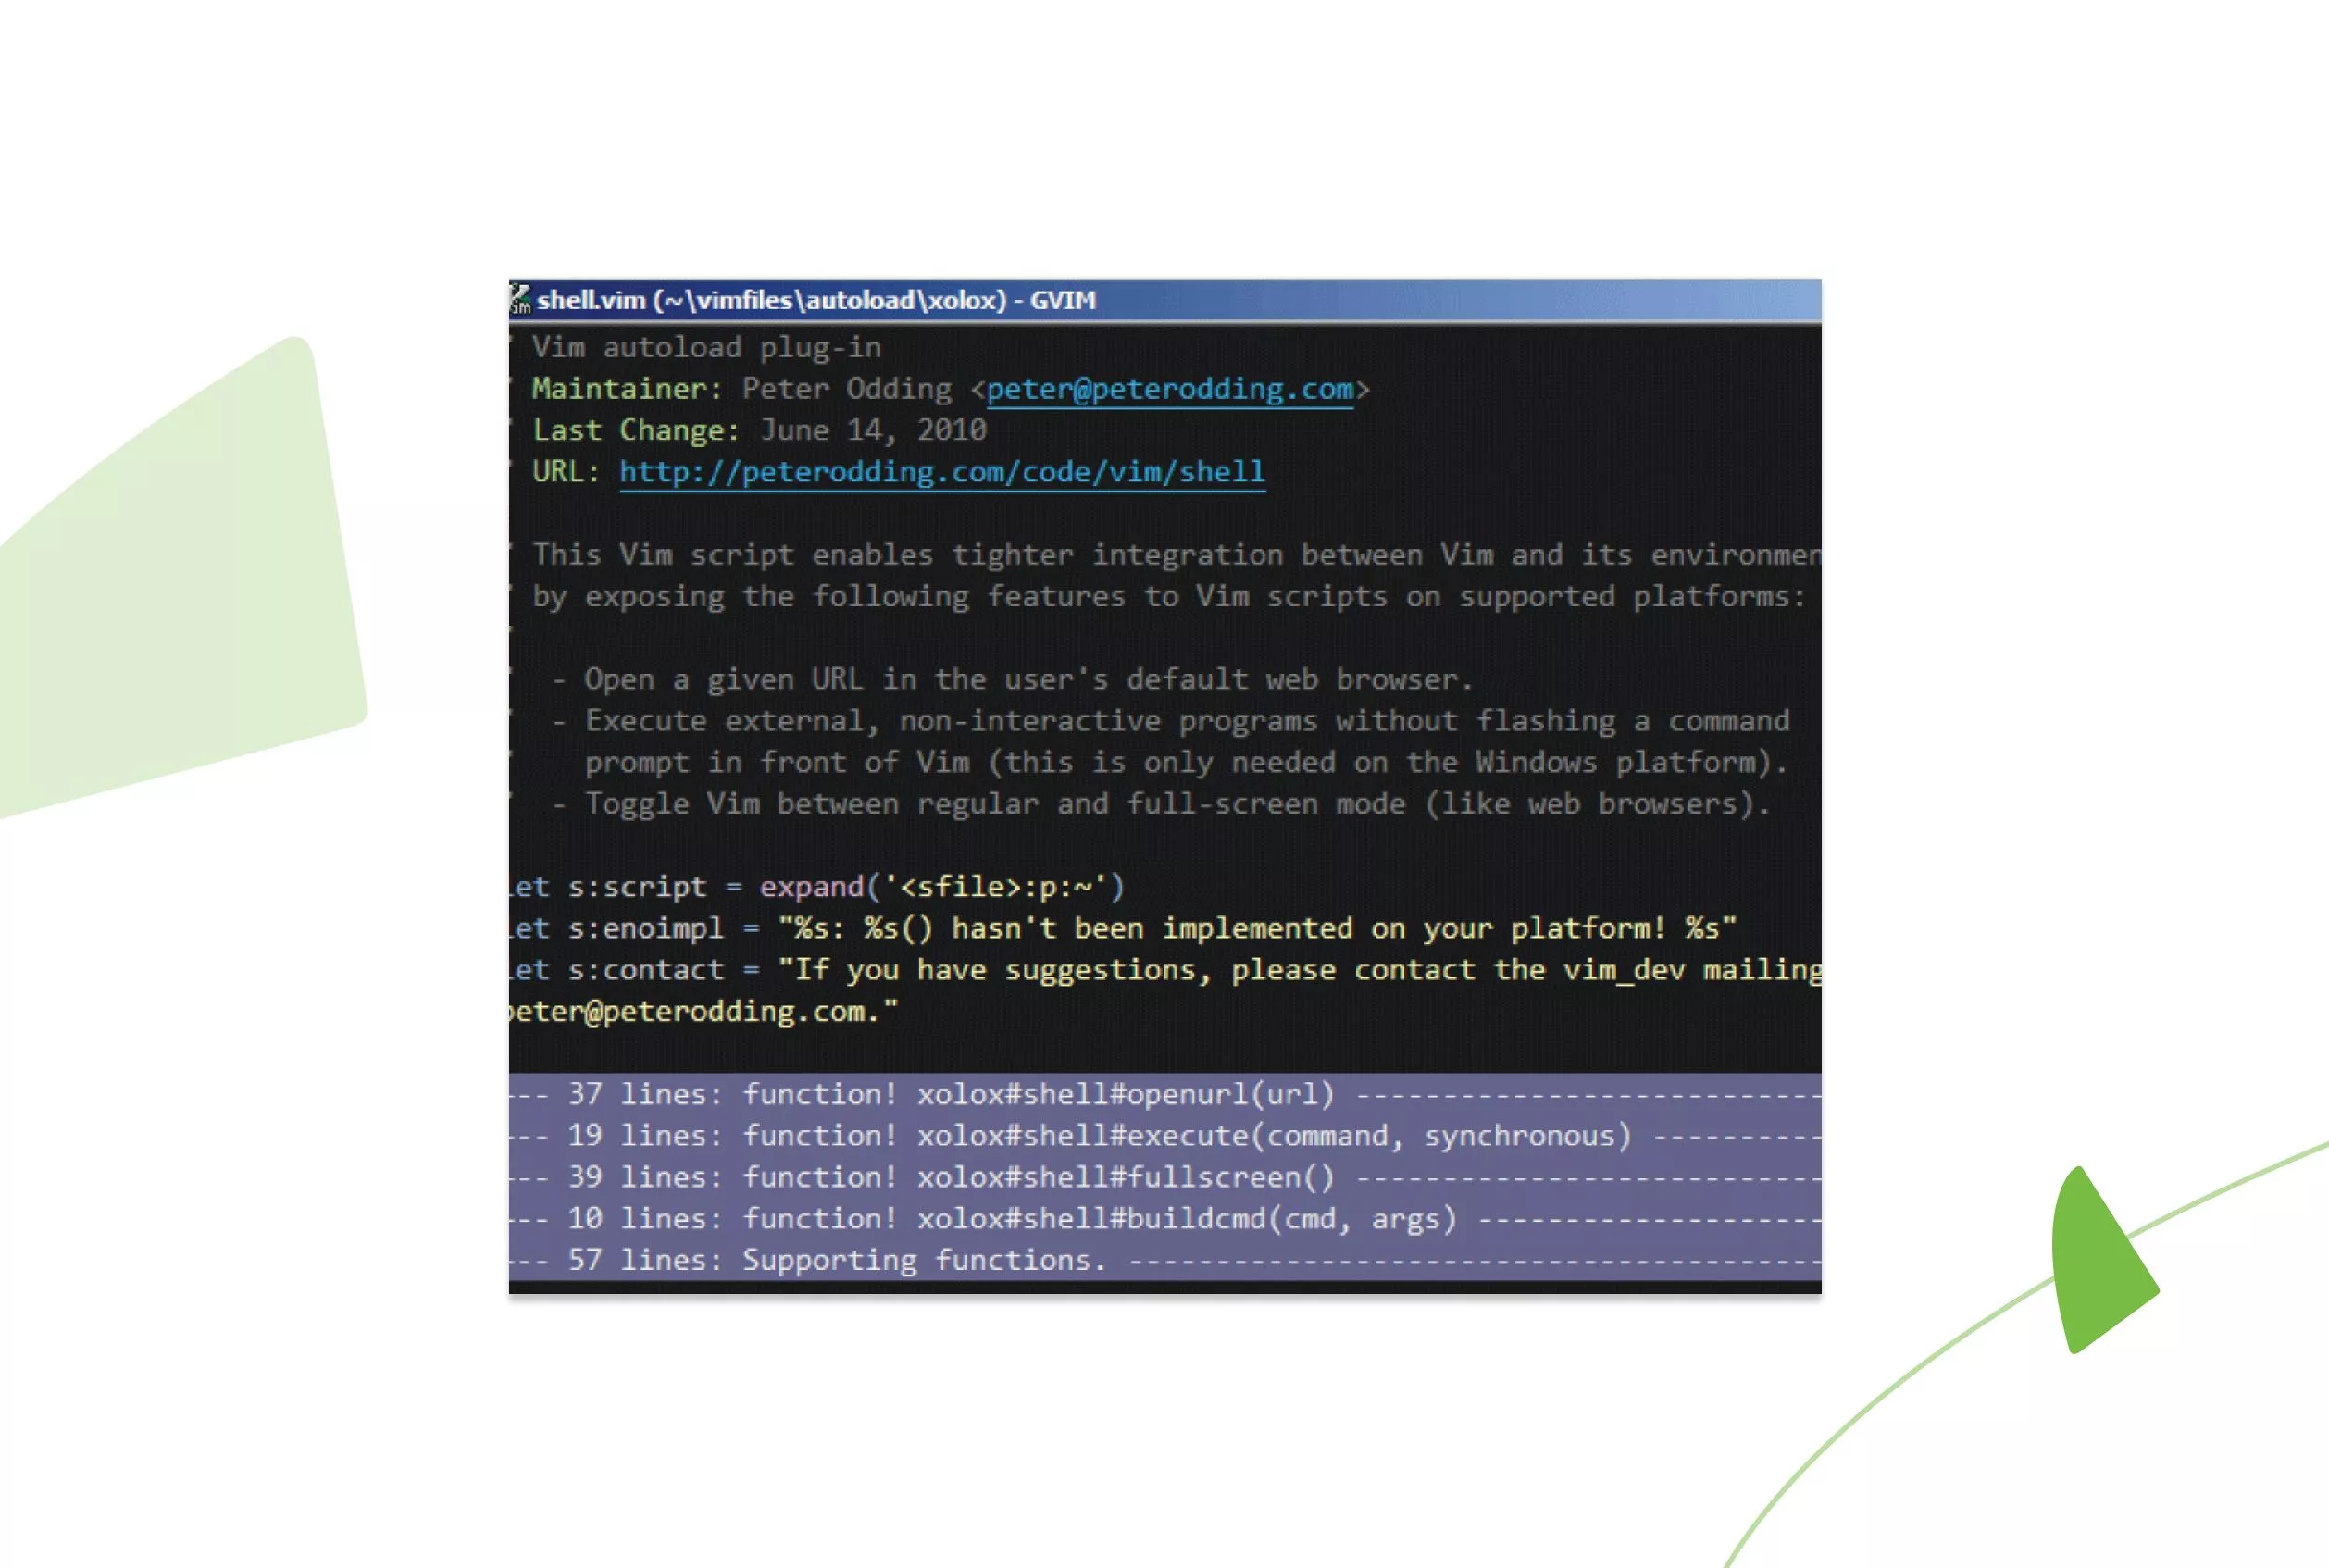 shell.vim (~\vimfiles\autoload\xolox) - GVIM
Vim autoload plug-in
Maintainer: Peter Odding <peter@peterodding.com>
Last Change: June 14, 2010
URL: http://peterodding.com/code/vim/shell
This Vim script enables tighter integration between Vim and its environmen
by exposing the following features to Vim scripts on supported platforms:
- Open a given URL in the user's default web browser.
- Execute external, non-interactive programs without flashing a command
prompt in front of Vim (this is only needed on the Windows platform).
- Toggle Vim between regular and full-screen mode (like web browsers).
let s:script = expand('<sfile>:p:~')
let s:enoimpl = "%s: %s() hasn't been implemented on your platform! %s"
let s:contact = "If you have suggestions, please contact the vim_dev mailing
peter@peterodding.com."
--- 37 lines: function! xolox#shell#openurl(url) ---------------------------
--- 19 lines: function! xolox#shell#execute(command, synchronous) ----------
--- 39 lines: function! xolox#shell#fullscreen() ---------------------------
--- 10 lines: function! xolox#shell#buildcmd(cmd, args) --------------------
--- 57 lines: Supporting functions. ----------------------------------------